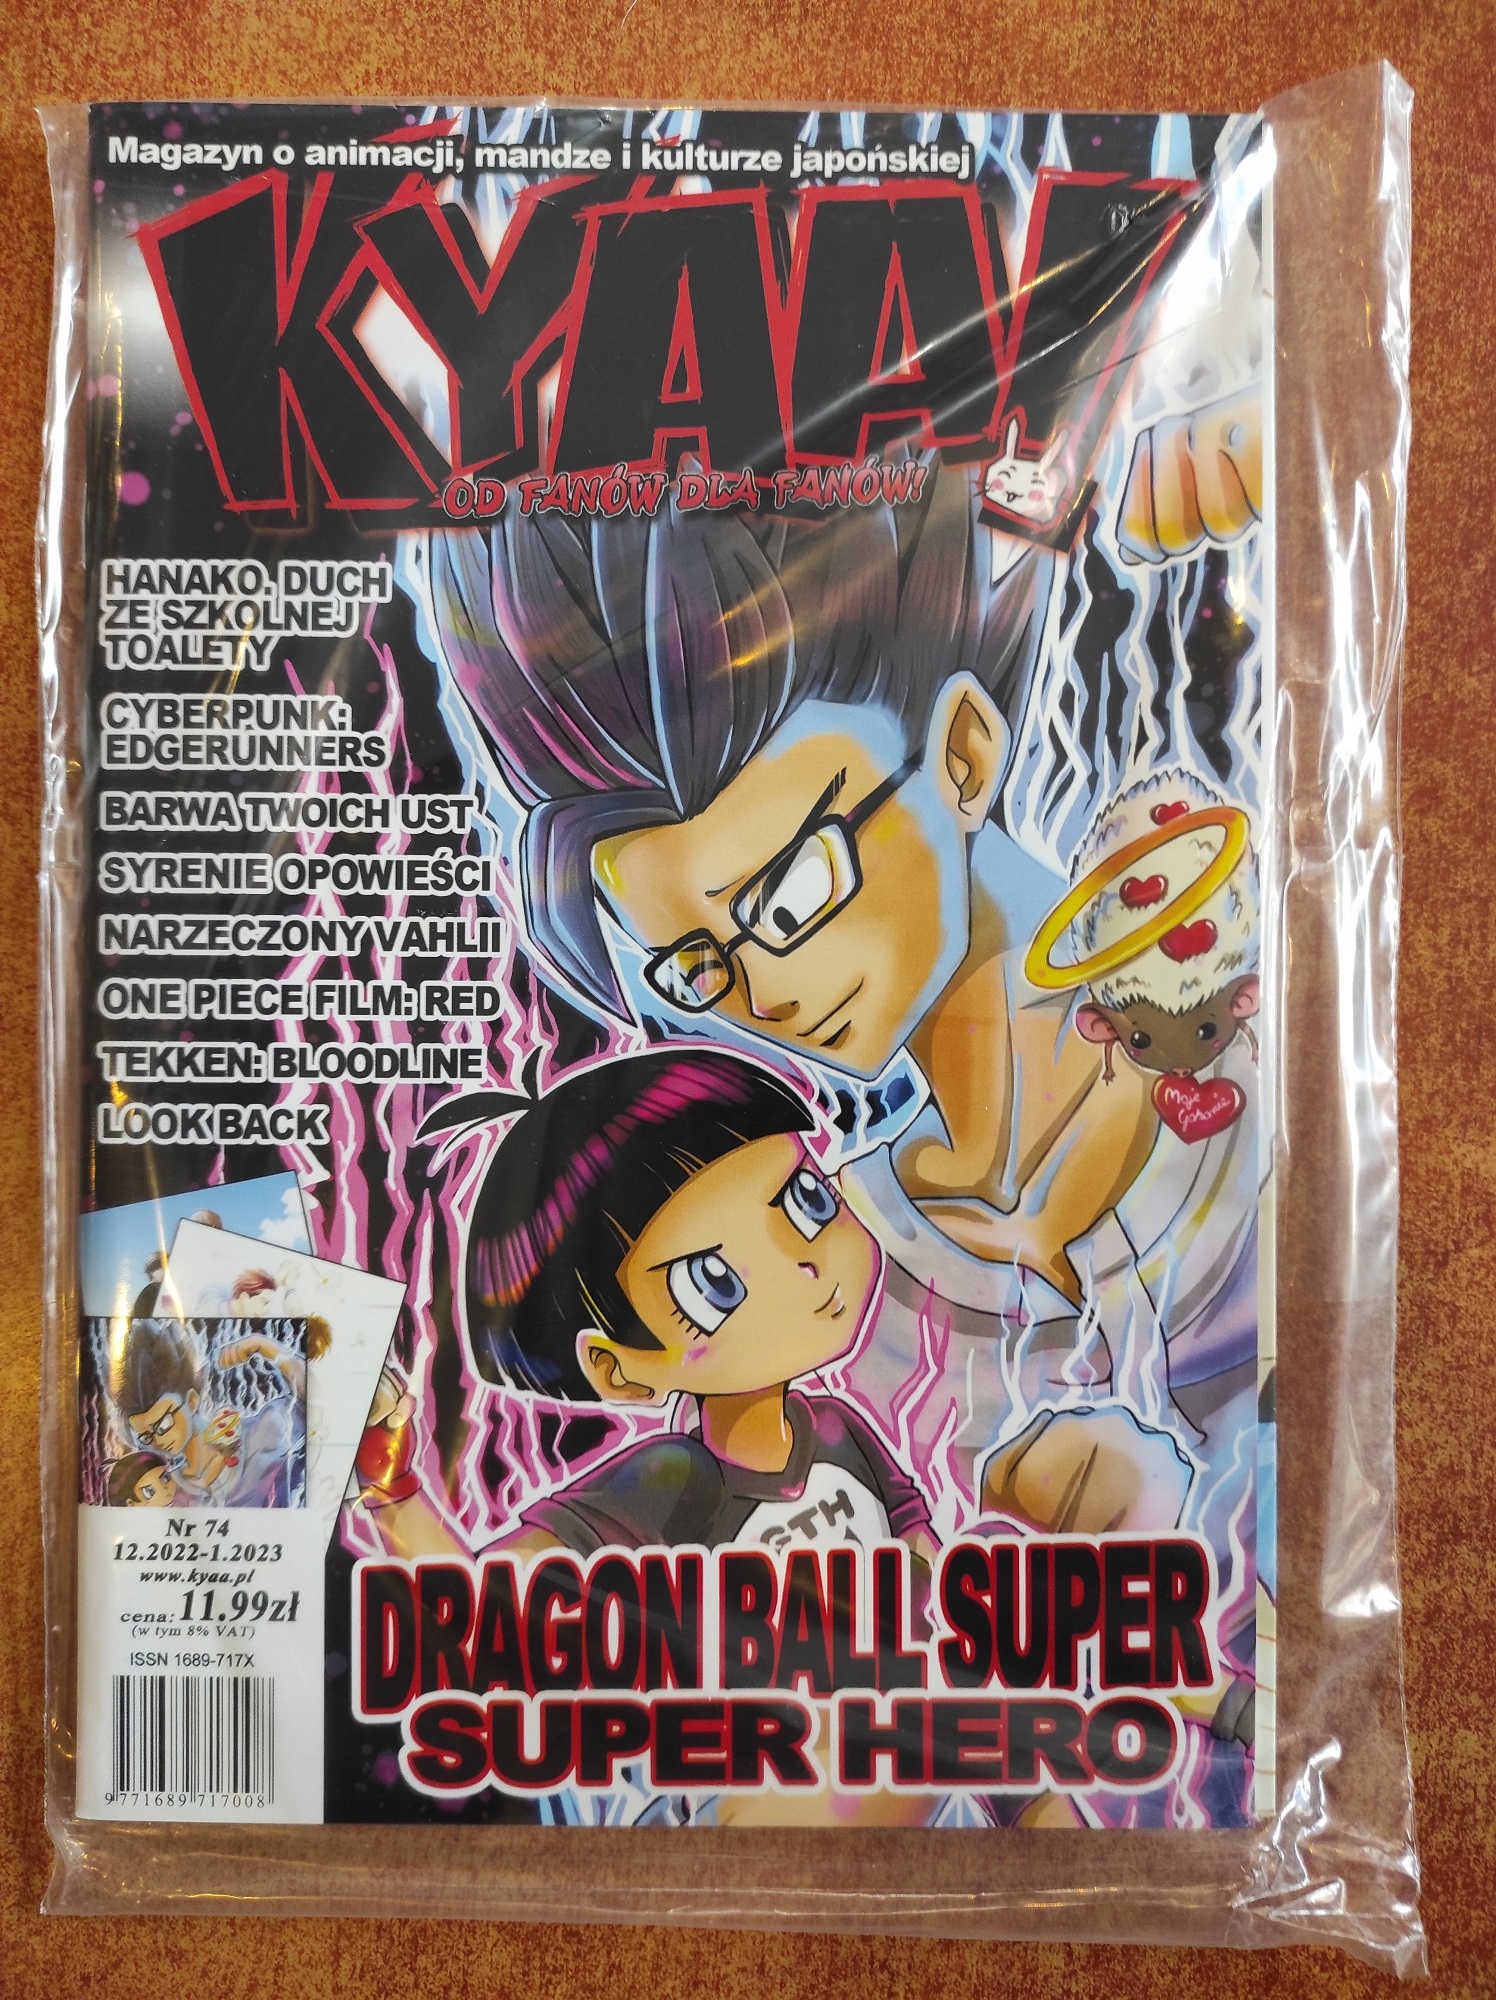 Magazyn o animacji, mandze i kulturze japońskiej
KYAA!
OD FANÓW DLA FANÓW!
HANAKO, DUCH
ZE SZKOLNEJ
TOALETY
CYBERPUNK:
EDGERUNNERS
BARWA TWOICH UST
SYRENIE OPOWIEŚCI
NARZECZONY VAHLII
ONE PIECE FILM: RED
TEKKEN: BLOODLINE
LOOK BACK
Moje
GTH
Nr 74
12.2022-1.2023
www.kyaa.pl
cena: 11.99zł
(w tym 8% VAT)
ISSN 1689-717X
9 771689 717008
DRAGON BALL SUPER
SUPER HERO